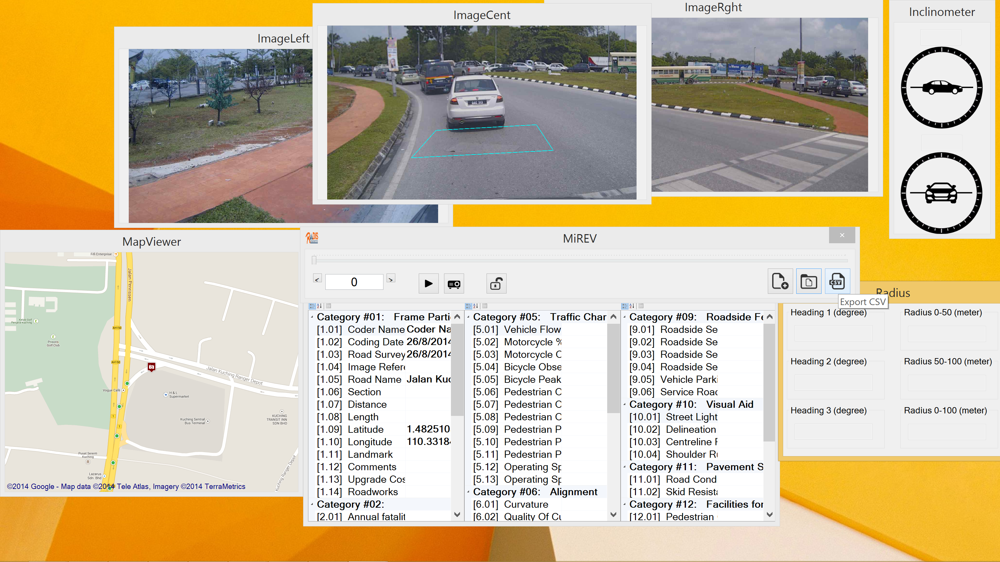 ImageLeft
ImageCent
ImageRght
Inclinometer
QAE 313
MapViewer
Fifi Enterprise
Jalan Penrissen
Kelab Golf
Penjara Kuching
AH150
Prisons
Golf Club
AH150
Jalan Kuching Ranger Depot
Vogue Café
H & L
Supermarket
1
Kuching Sentral
Bus Terminal
KUCHING
TRANSIT INN
SDN BHD
1
Pusat Serenti
Kuching
Lazarus
Sdn. Bhd
Kuching Ranger Depot
©2014 Google - Map data ©2014 Tele Atlas, Imagery ©2014 TerraMetrics
RADIS
MiREV
×
<
0
>
CSV
Export CSV
Category #01: Frame Parti
[1.01] Coder Name Coder Na
[1.02] Coding Date 26/8/2014
[1.03] Road Survey 26/8/2014
[1.04] Image Refere
[1.05] Road Name Jalan Kuc
[1.06] Section
[1.07] Distance
[1.08] Length
[1.09] Latitude 1.482510
[1.10] Longitude 110.33184
[1.11] Landmark
[1.12] Comments
[1.13] Upgrade Cos
[1.14] Roadworks
Category #02:
[2.01] Annual fatalit
Category #05: Traffic Char
[5.01] Vehicle Flow
[5.02] Motorcycle %
[5.03] Motorcycle O
[5.04] Bicycle Obse
[5.05] Bicycle Peak
[5.06] Pedestrian O
[5.07] Pedestrian O
[5.08] Pedestrian O
[5.09] Pedestrian P
[5.10] Pedestrian P
[5.11] Pedestrian P
[5.12] Operating Sp
[5.13] Operating Sp
Category #06: Alignment
[6.01] Curvature
[6.02] Quality Of Cu
Category #09: Roadside Fe
[9.01] Roadside Se
[9.02] Roadside Se
[9.03] Roadside Se
[9.04] Roadside Se
[9.05] Vehicle Parki
[9.06] Service Road
Category #10: Visual Aid
[10.01] Street Light
[10.02] Delineation
[10.03] Centreline R
[10.04] Shoulder Ru
Category #11: Pavement S
[11.01] Road Cond
[11.02] Skid Resista
Category #12: Facilities for
[12.01] Pedestrian
Radius
Heading 1 (degree)
Radius 0-50 (meter)
Heading 2 (degree)
Radius 50-100 (meter)
Heading 3 (degree)
Radius 0-100 (meter)